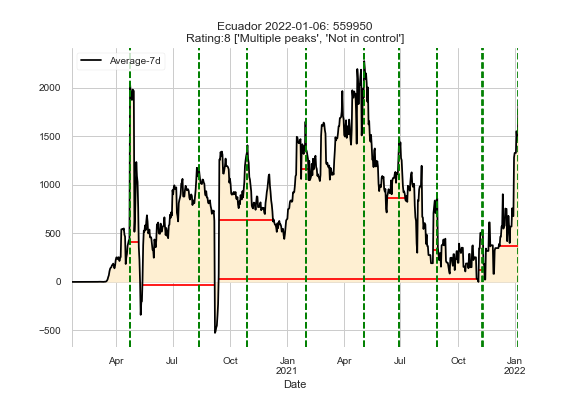 Ecuador 2022-01-06: 559950
Rating:8 ['Multiple peaks', 'Not in control']
Average-7d
2000
1500
1000
500
0
−500
Apr
Jul
Oct
Jan
2021
Apr
Jul
Oct
Jan
2022
Date